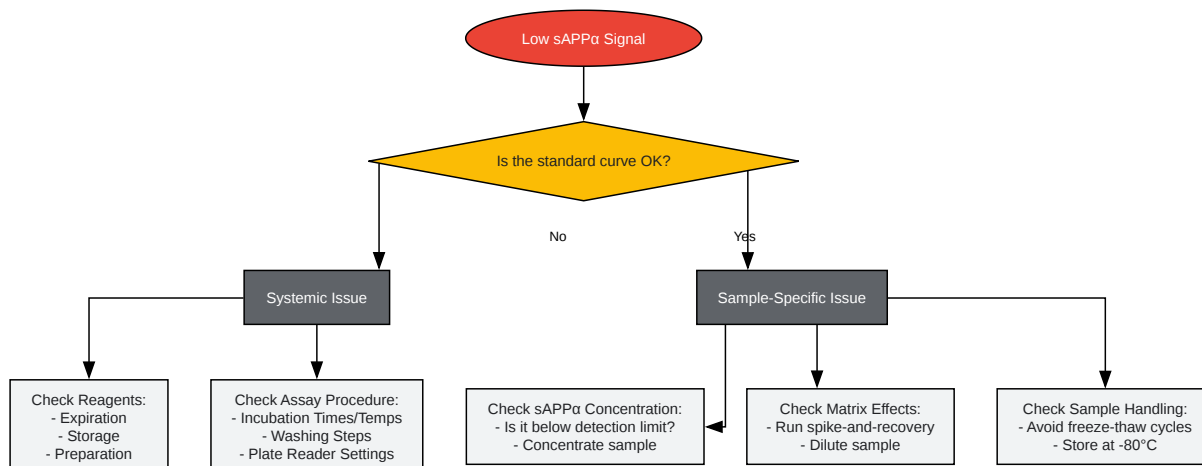 Low sAPPα Signal
Is the standard curve OK?
No
Yes
Systemic Issue
Sample-Specific Issue
Check Reagents:
- Expiration
- Storage
- Preparation
Check Assay Procedure:
- Incubation Times/Temps
- Washing Steps
- Plate Reader Settings
Check sAPPα Concentration:
- Is it below detection limit?
- Concentrate sample
Check Matrix Effects:
- Run spike-and-recovery
- Dilute sample
Check Sample Handling:
- Avoid freeze-thaw cycles
- Store at -80°C